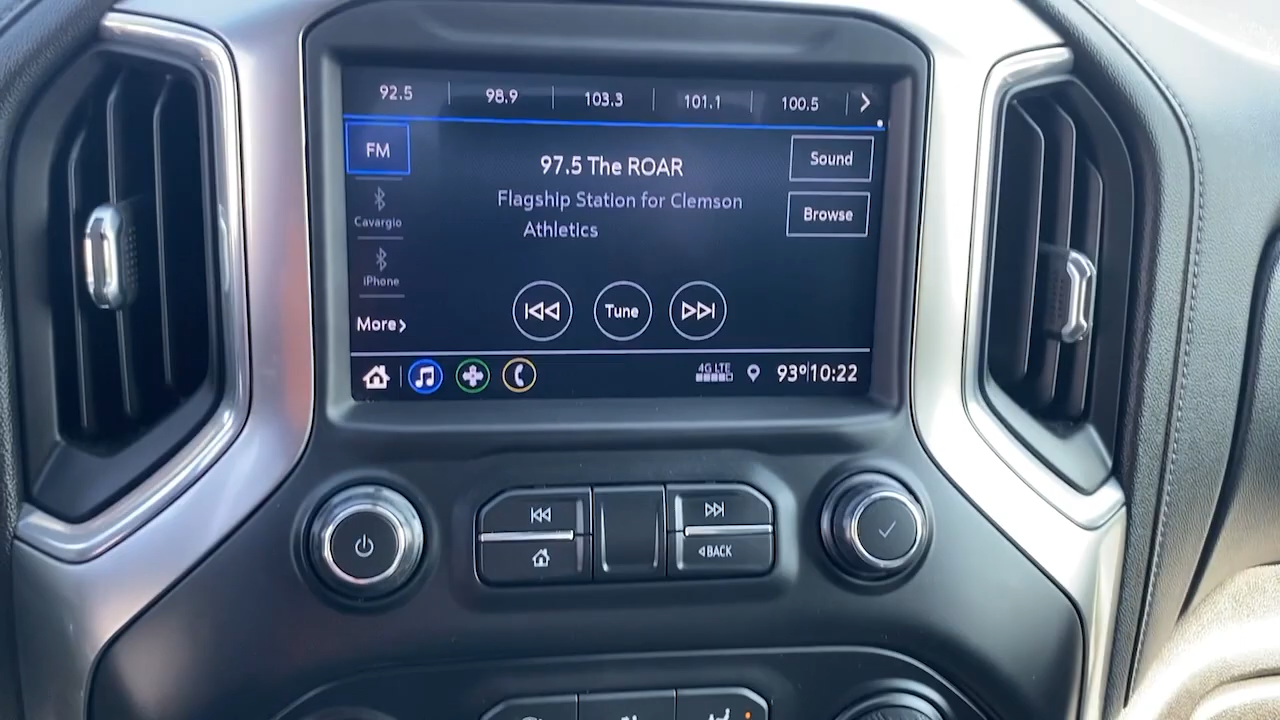 92.5 98.9 103.3 101.1 100.5
FM
97.5 The ROAR
Sound
Flagship Station for Clemson
Athletics
Browse
Cavargio
iPhone
More
Tune
4G LTE
93° 10:22
BACK